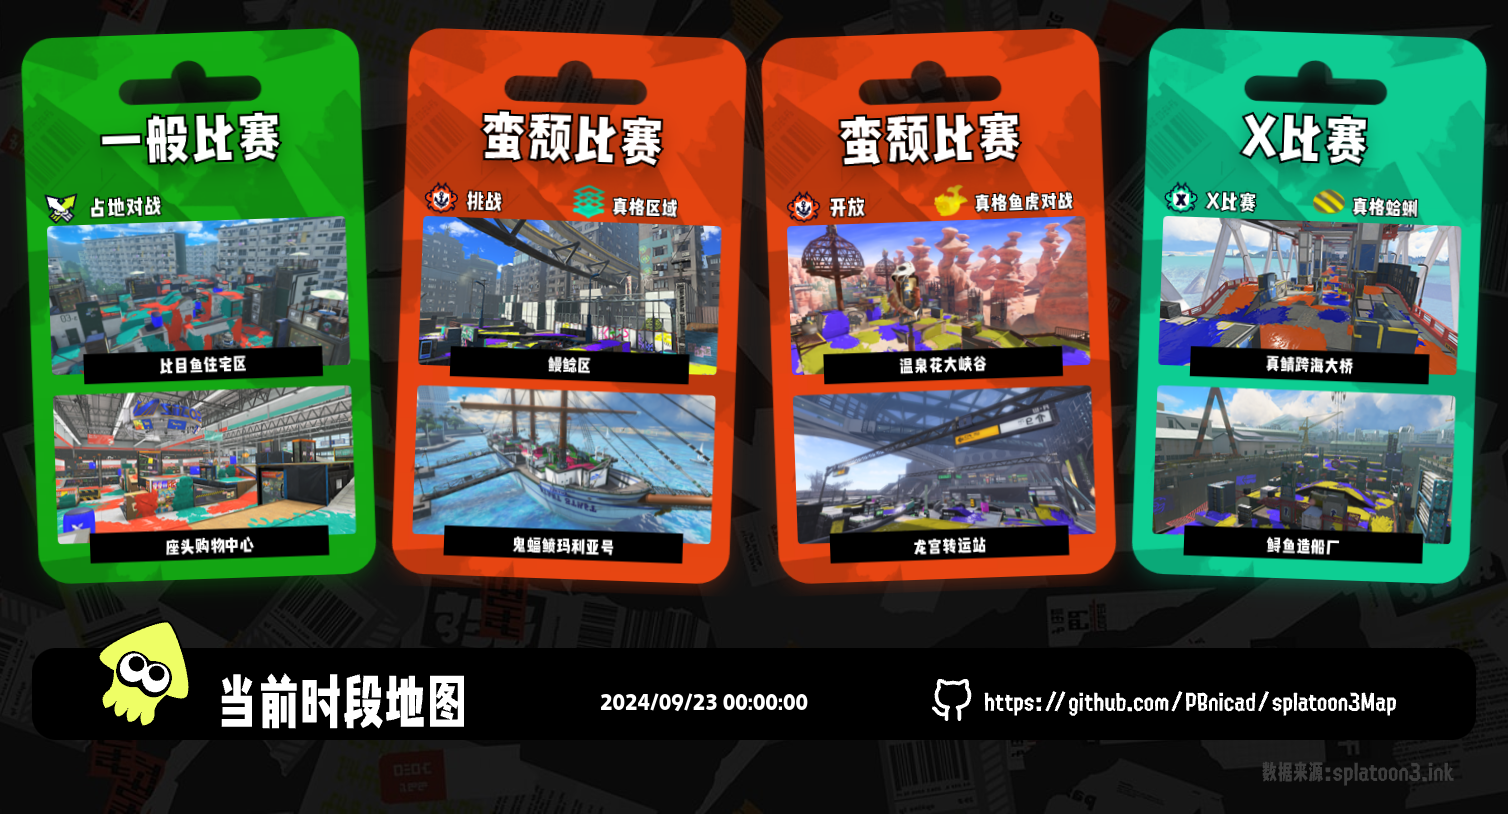 一般比赛
占地对战
比目鱼住宅区
座头购物中心
蛮颓比赛
挑战
真格区域
鳗鲶区
鬼蝠鲼玛利亚号
蛮颓比赛
开放
真格鱼虎对战
温泉花大峡谷
龙宫转运站
X比赛
X比赛
真格蛤蜊
真鲭跨海大桥
鲟鱼造船厂
当前时段地图
2024/09/23 00:00:00
https://github.com/PBnicad/splatoon3Map
数据来源:splatoon3.ink